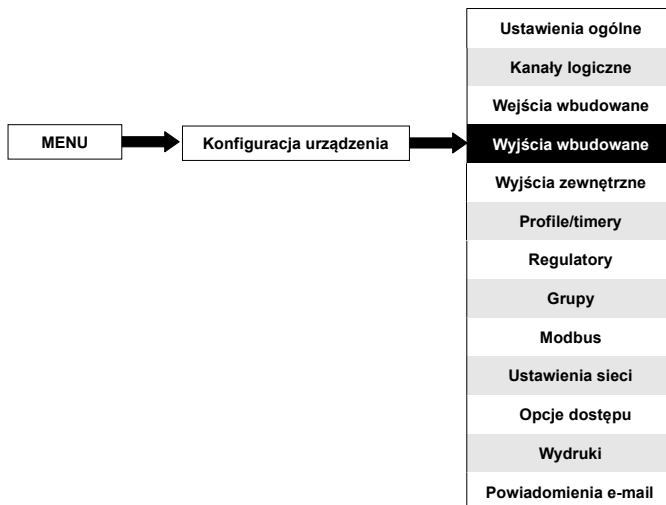 MENU
Konfiguracja urządzenia
Ustawienia ogólne
Kanały logiczne
Wejścia wbudowane
Wyjścia wbudowane
Wyjścia zewnętrzne
Profile/timery
Regulatory
Grupy
Modbus
Ustawienia sieci
Opcje dostępu
Wydruki
Powiadomienia e-mail